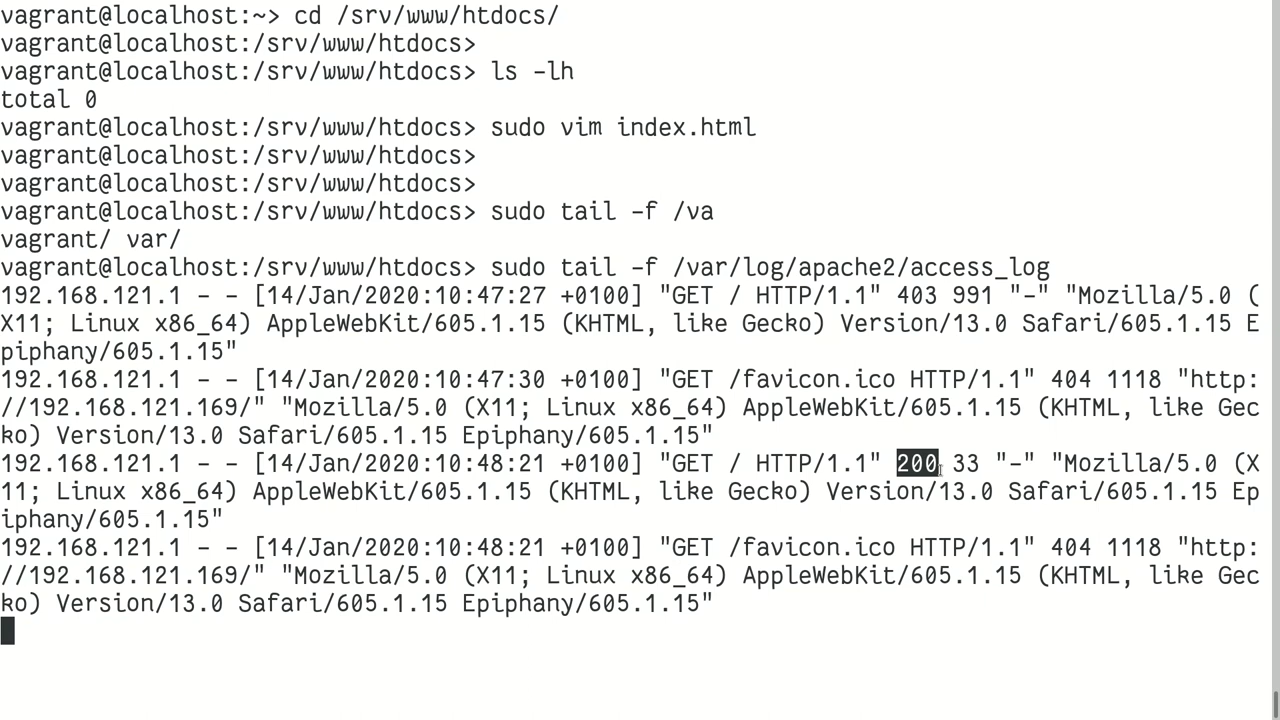 vagrant@localhost:~> cd /srv/www/htdocs/
vagrant@localhost:/srv/www/htdocs>
vagrant@localhost:/srv/www/htdocs> ls -lh
total 0
vagrant@localhost:/srv/www/htdocs> sudo vim index.html
vagrant@localhost:/srv/www/htdocs>
vagrant@localhost:/srv/www/htdocs>
vagrant@localhost:/srv/www/htdocs> sudo tail -f /va
vagrant/ var/
vagrant@localhost:/srv/www/htdocs> sudo tail -f /var/log/apache2/access_log
192.168.121.1 - - [14/Jan/2020:10:47:27 +0100] "GET / HTTP/1.1" 403 991 "-" "Mozilla/5.0 (
X11; Linux x86_64) AppleWebKit/605.1.15 (KHTML, like Gecko) Version/13.0 Safari/605.1.15 E
piphany/605.1.15"
192.168.121.1 - - [14/Jan/2020:10:47:30 +0100] "GET /favicon.ico HTTP/1.1" 404 1118 "http:
//192.168.121.169/" "Mozilla/5.0 (X11; Linux x86_64) AppleWebKit/605.1.15 (KHTML, like Gec
ko) Version/13.0 Safari/605.1.15 Epiphany/605.1.15"
192.168.121.1 - - [14/Jan/2020:10:48:21 +0100] "GET / HTTP/1.1" 200 33 "-" "Mozilla/5.0 (X
11; Linux x86_64) AppleWebKit/605.1.15 (KHTML, like Gecko) Version/13.0 Safari/605.1.15 Ep
iphany/605.1.15"
192.168.121.1 - - [14/Jan/2020:10:48:21 +0100] "GET /favicon.ico HTTP/1.1" 404 1118 "http:
//192.168.121.169/" "Mozilla/5.0 (X11; Linux x86_64) AppleWebKit/605.1.15 (KHTML, like Gec
ko) Version/13.0 Safari/605.1.15 Epiphany/605.1.15"